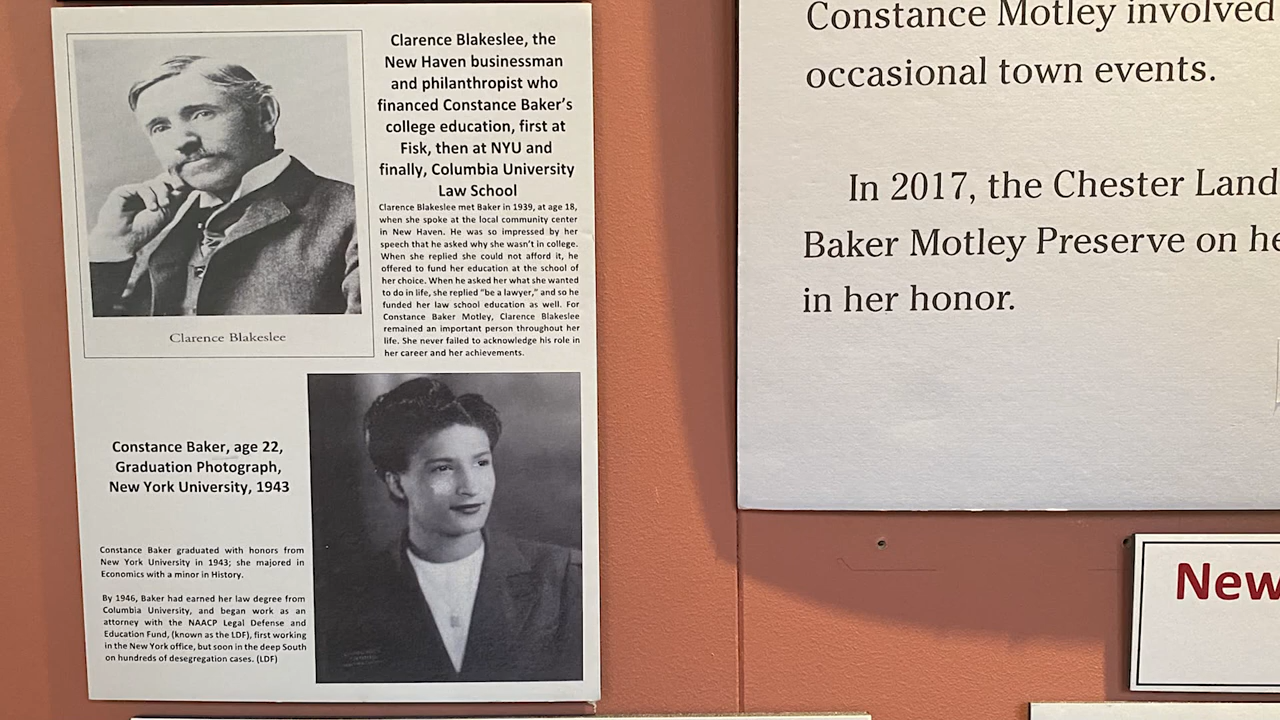 Clarence Blakeslee, the
New Haven businessman
and philanthropist who
financed Constance Baker's
college education, first at
Fisk, then at NYU and
finally, Columbia University
Law School
Clarence Blakeslee met Baker in 1939, at age 18,
when she spoke at the local community center
in New Haven. He was so impressed by her
speech that he asked why she wasn't in college.
When she replied she could not afford it, he
offered to fund her education at the school of
her choice. When he asked her what she wanted
to do in life, she replied "be a lawyer," and so he
funded her law school education as well. For
Constance Baker Motley, Clarence Blakeslee
remained an important person throughout her
life. She never failed to acknowledge his role in
her career and her achievements.
Clarence Blakeslee
Constance Baker, age 22,
Graduation Photograph,
New York University, 1943
Constance Baker graduated with honors from
New York University in 1943; she majored in
Economics with a minor in History.
By 1946, Baker had earned her law degree from
Columbia University, and began work as an
attorney with the NAACP Legal Defense and
Education Fund, (known as the LDF), first working
in the New York office, but soon in the deep South
on hundreds of desegregation cases. (LDF)
Constance Motley involved
occasional town events.
In 2017, the Chester Land
Baker Motley Preserve on he
in her honor.
New